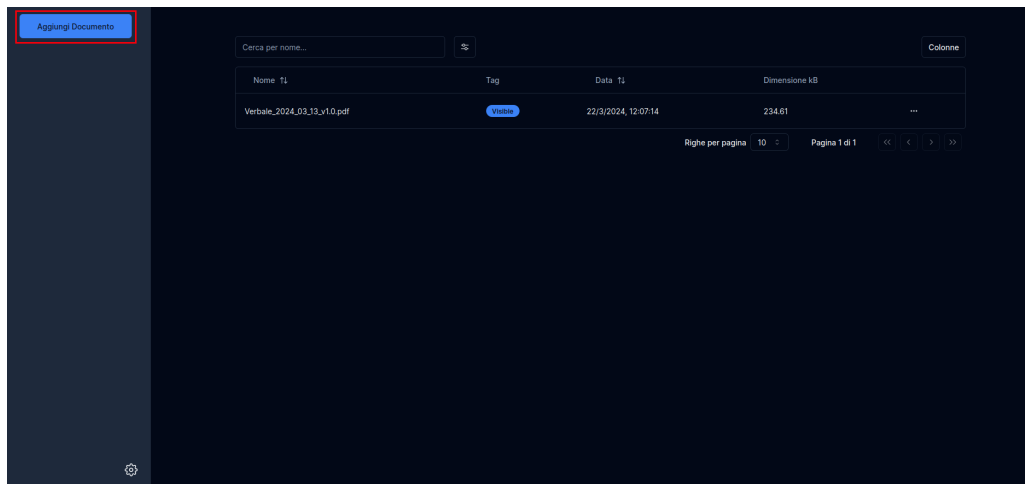 Aggiungi Documento
Cerca per nome...
Colonne
Nome Tag Data Dimensione kB
Verbale_2024_03_13_v1.0.pdf Visible 22/3/2024, 12:07:14 234.61 ...
Righe per pagina 10 Pagina 1 di 1